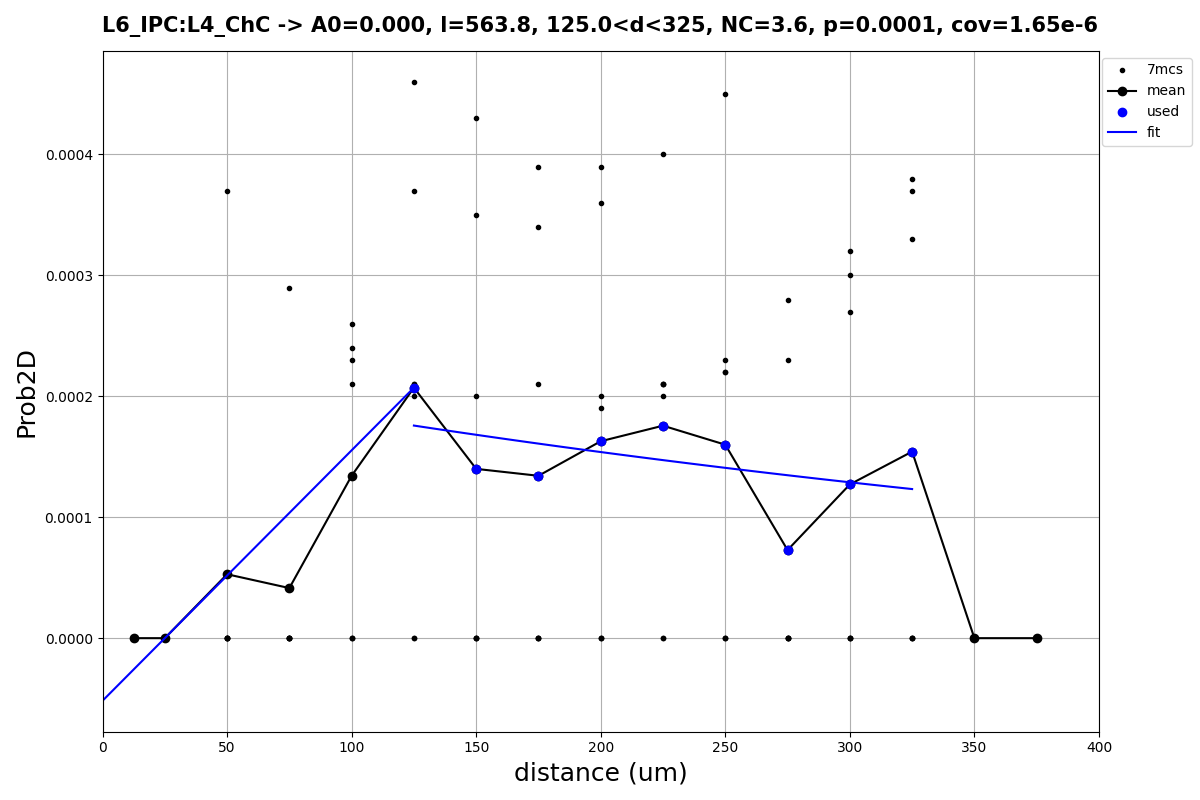 L6_IPC:L4_ChC -> A0=0.000, l=563.8, 125.0<d<325, NC=3.6, p=0.0001, cov=1.65e-6
7mcs
mean
used
fit
Prob2D
0.0004
0.0003
0.0002
0.0001
0.0000
0 50 100 150 200 250 300 350 400
distance (um)